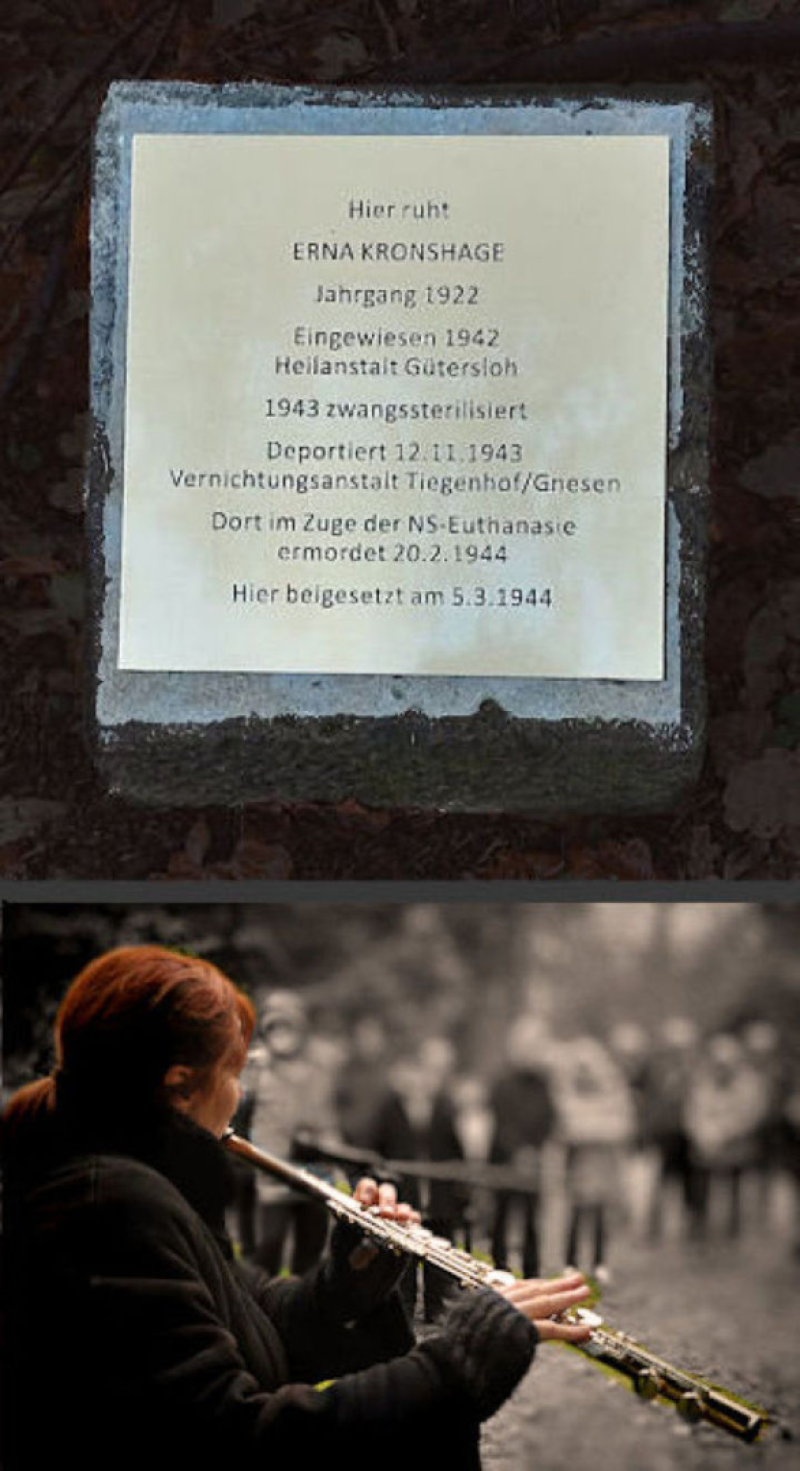 Hier ruht
ERNA KRONSHAGE
Jahrgang 1922
Eingewiesen 1942
Heilanstalt Gütersloh
1943 zwangssterilisiert
Deportiert 12.11.1943
Vernichtungsanstalt Tiegenhof/Gnesen
Dort im Zuge der NS-Euthanasie
ermordet 20.2.1944
Hier beigesetzt am 5.3.1944